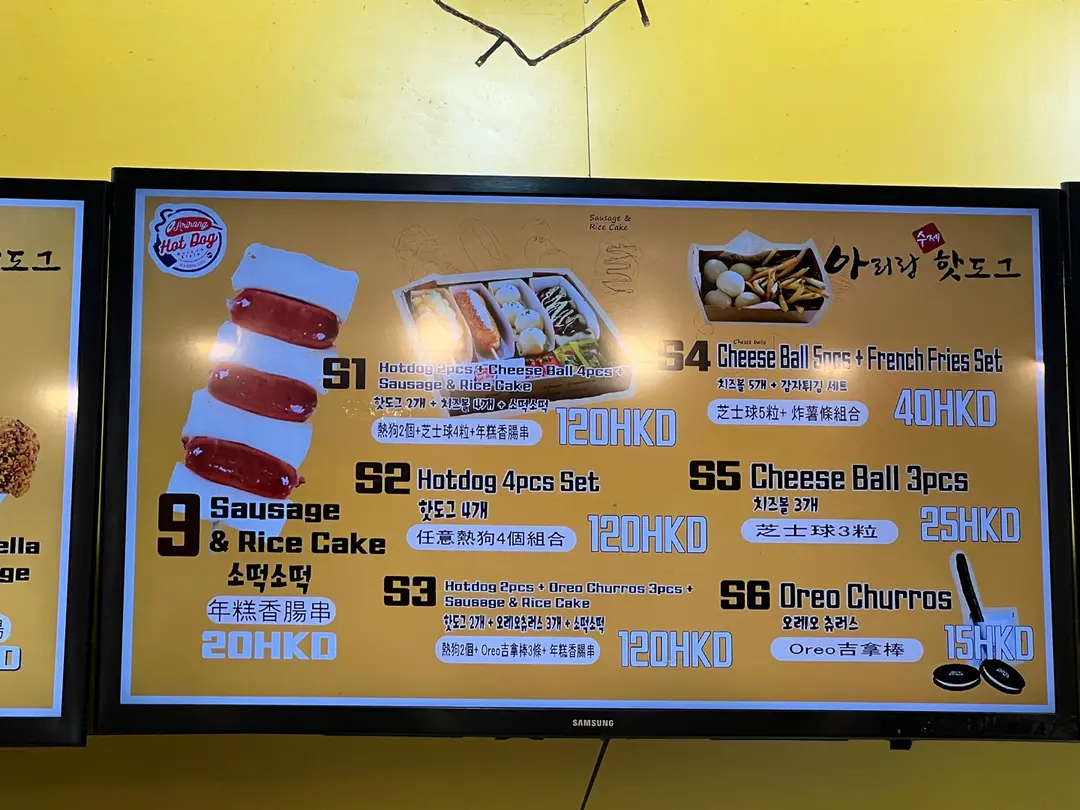 도그
ella
ge
Arirang
Hot Dog
Sausage &
Rice Cake
수제
아리랑 핫도그
9 Sausage
& Rice Cake
소떡소떡
年糕香腸串
20HKD
S1 Hotdog 2pcs + Cheese Ball 4pcs +
Sausage & Rice Cake
핫도그 2개 + 치즈볼 4개 + 소떡소떡
熱狗2個+芝士球4粒+年糕香腸串
120HKD
S2 Hotdog 4pcs Set
핫도그 4개
任意熱狗4個組合
120HKD
S3 Hotdog 2pcs + Oreo Churros 3pcs +
Sausage & Rice Cake
핫도그 2개 + 오레오츄러스 3개 + 소떡소떡
熱狗2個+ Oreo吉拿棒3條+ 年糕香腸串
120HKD
Cheese Ball
S4 Cheese Ball 5pcs + French Fries Set
치즈볼 5개 + 감자튀김 세트
芝士球5粒+ 炸薯條組合
40HKD
S5 Cheese Ball 3pcs
치즈볼 3개
芝士球3粒
25HKD
S6 Oreo Churros
오레오 츄러스
Oreo吉拿棒
15HKD
SAMSUNG